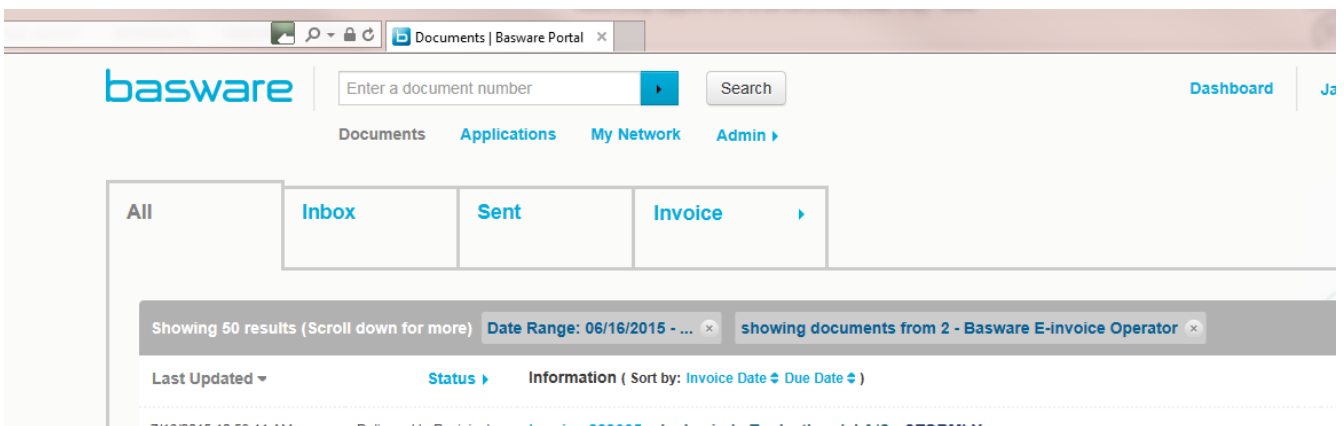 Documents | Basware Portal
basware
Enter a document number
Search
Dashboard
Documents Applications My Network Admin
All Inbox Sent Invoice
Showing 50 results (Scroll down for more) Date Range: 06/16/2015 - ... showing documents from 2 - Basware E-invoice Operator
Last Updated Status Information ( Sort by: Invoice Date Due Date )